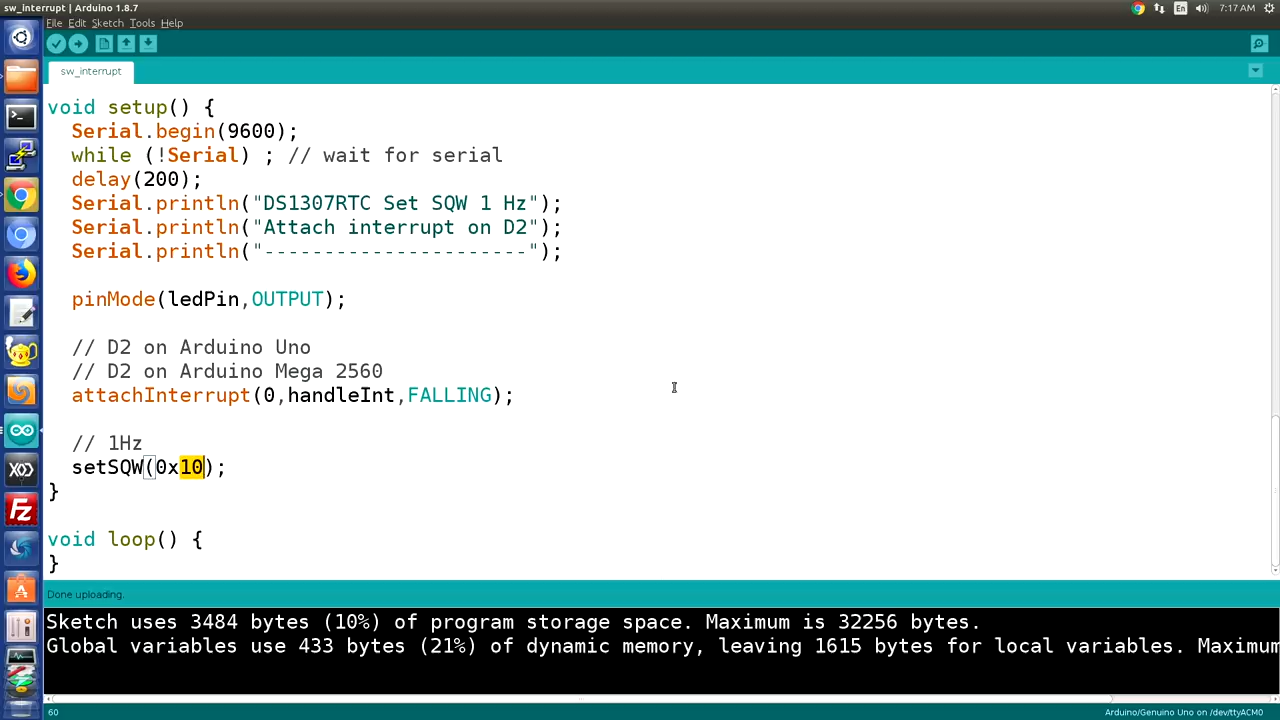 sw_interrupt | Arduino 1.8.7
En 7:17 AM
File Edit Sketch Tools Help
sw_interrupt
void setup() {
Serial.begin(9600);
while (!Serial) ; // wait for serial
delay(200);
Serial.println("DS1307RTC Set SQW 1 Hz");
Serial.println("Attach interrupt on D2");
Serial.println("----------------------");
pinMode(ledPin,OUTPUT);
// D2 on Arduino Uno
// D2 on Arduino Mega 2560
attachInterrupt(0,handleInt,FALLING);
// 1Hz
setSQW(0x10);
}
void loop() {
}
Done uploading.
Sketch uses 3484 bytes (10%) of program storage space. Maximum is 32256 bytes.
Global variables use 433 bytes (21%) of dynamic memory, leaving 1615 bytes for local variables. Maximum
60
Arduino/Genuino Uno on /dev/ttyACM0